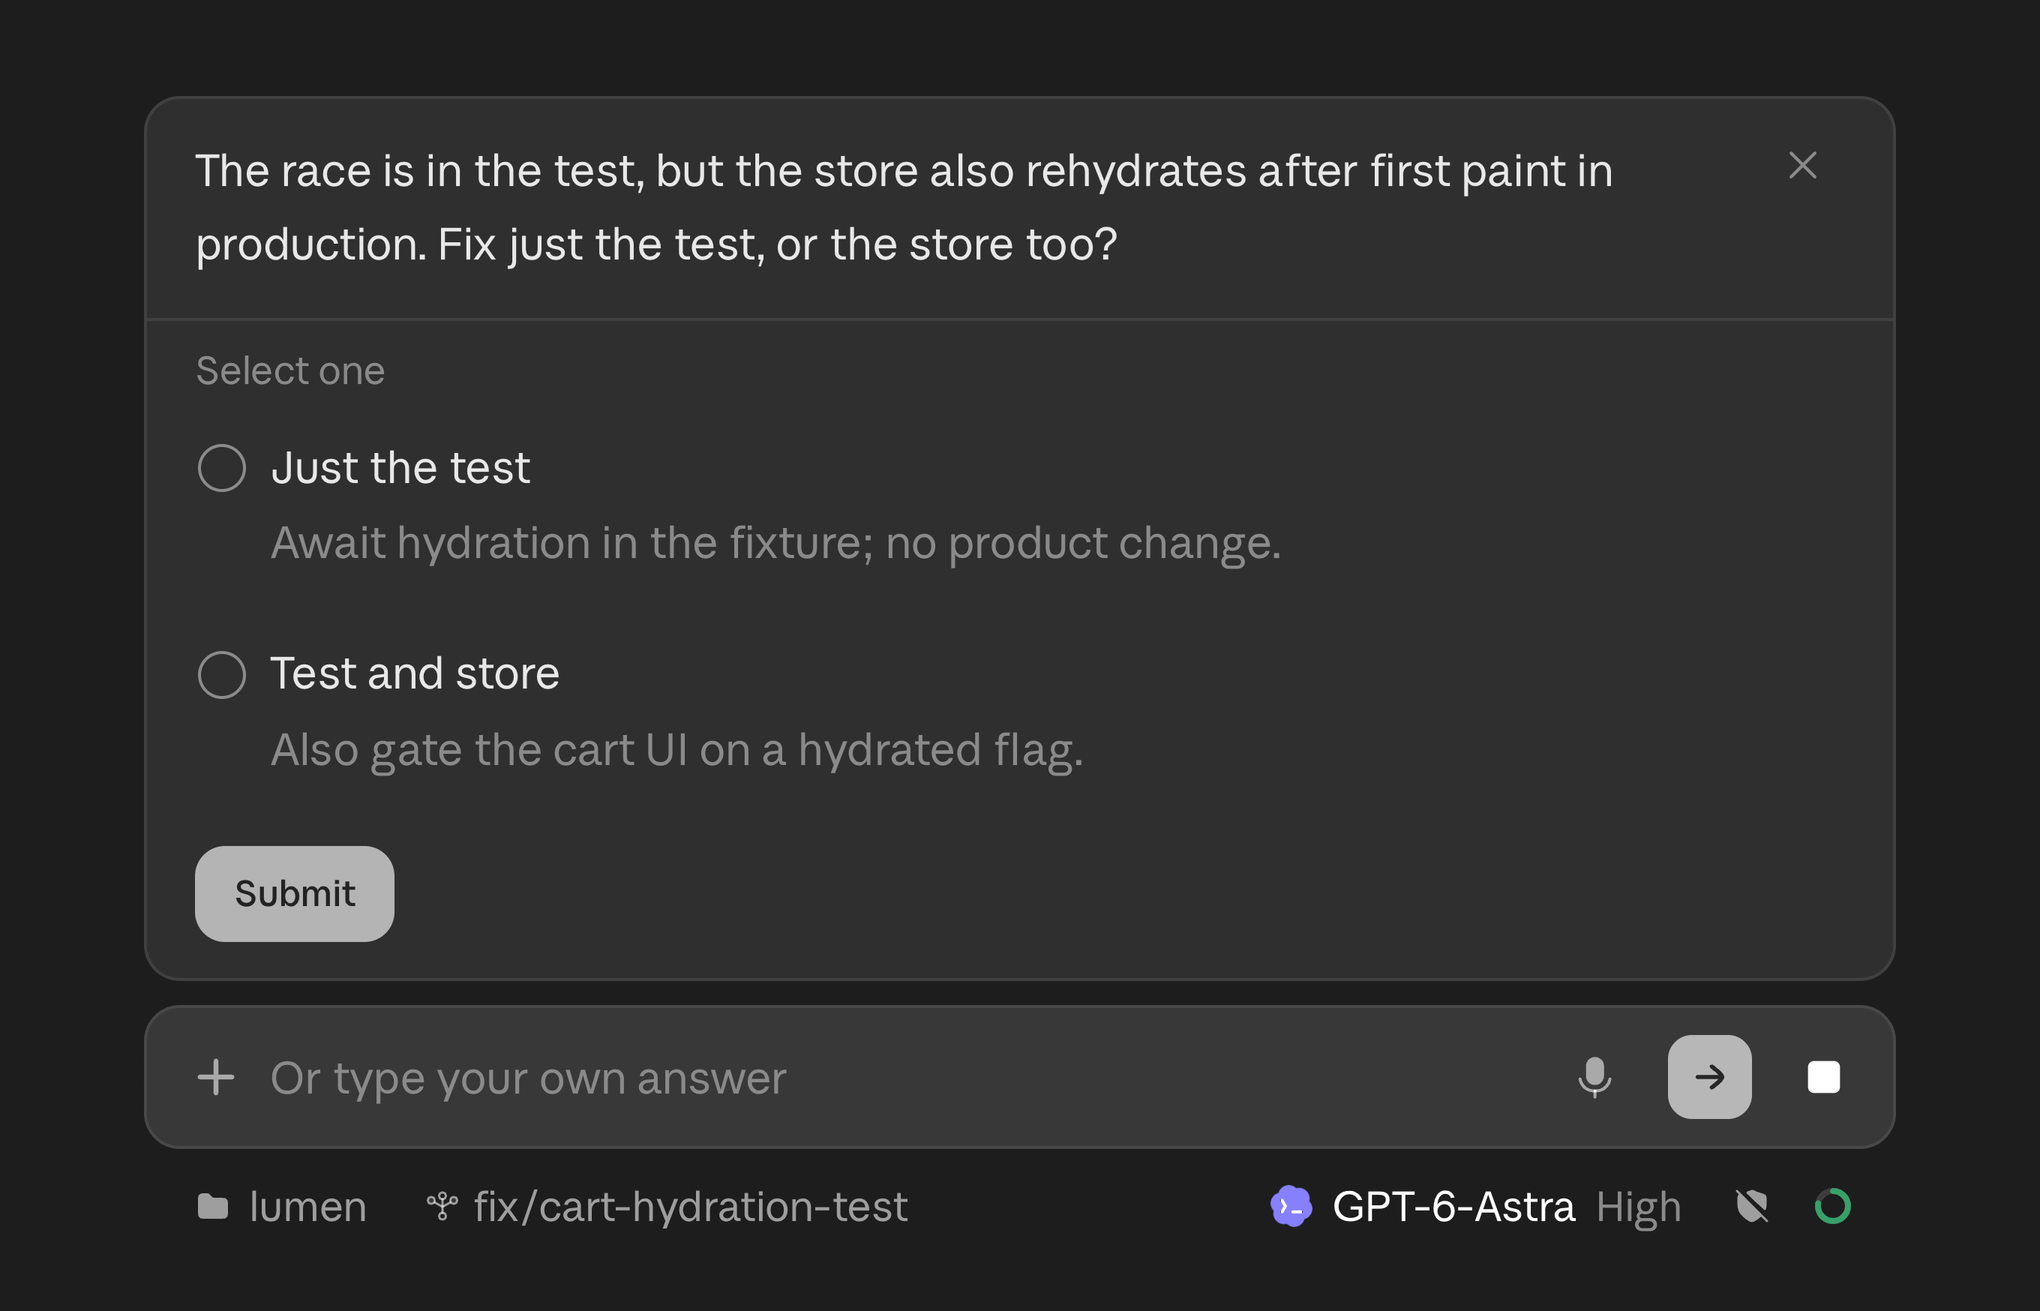 The race is in the test, but the store also rehydrates after first paint in
production. Fix just the test, or the store too?
Select one
Just the test
Await hydration in the fixture; no product change.
Test and store
Also gate the cart UI on a hydrated flag.
Submit
Or type your own answer
lumen fix/cart-hydration-test GPT-6-Astra High